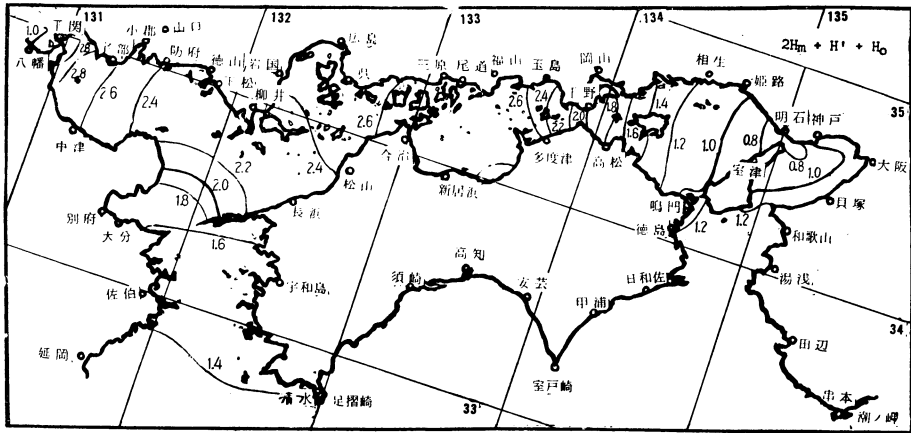 131
132
133
134
135
2Hm + H' + Ho
1.0
下関
八幡
小郡
山口
宇部
防府
徳山
岩国
下松
柳井
広島
呉
三原
尾道
福山
玉島
岡山
下野
相生
姫路
明石
神戸
大阪
貝塚
和歌山
湯浅
田辺
串本
潮ノ岬
室津
鳴門
徳島
日和佐
甲浦
室戸崎
安芸
高知
須崎
足摺崎
清水
宇和島
長浜
松山
今治
新居浜
多度津
高松
中津
別府
大分
佐伯
延岡
2.8
2.6
2.4
2.2
2.0
1.8
1.6
1.4
2.4
2.6
2.6
2.4
2.2
2.0
1.8
1.6
1.4
1.2
1.0
0.8
0.8
1.0
1.2
1.2
35
34
33